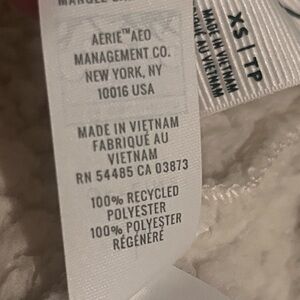 AERIE™AEO
MANAGEMENT CO.
NEW YORK, NY
10016 USA
MADE IN VIETNAM
FABRIQUÉ AU
VIETNAM
RN 54485 CA 03873
100% RECYCLED
POLYESTER
100% POLYESTER
RÉGÉNÉRÉ
XS | TP
MADE IN VIETNAM
AU VIETNAM